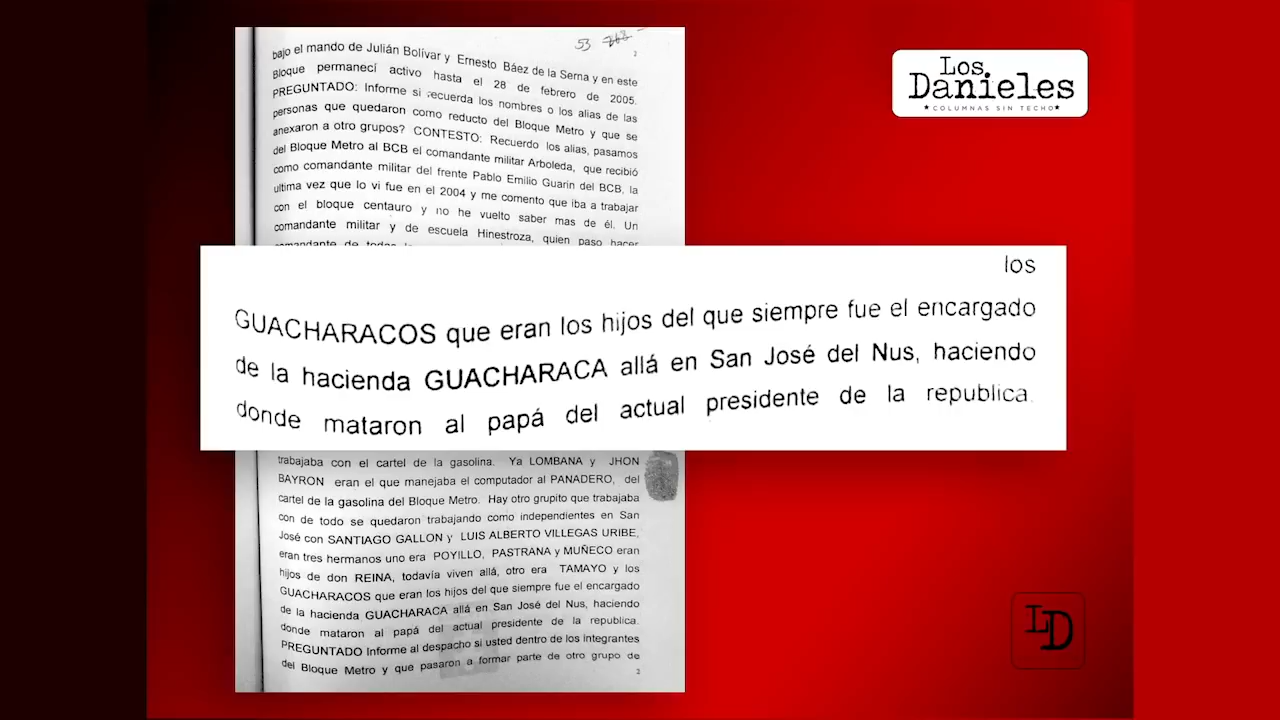 53 268
2
bajo el mando de Julián Bolívar y Ernesto Báez de la Serna y en este
Bloque permanecí activo hasta el 28 de febrero de 2005.
PREGUNTADO: Informe si recuerda los nombres o los alias de las
personas que quedaron como reducto del Bloque Metro y que se
anexaron a otro grupos? CONTESTO: Recuerdo los alias, pasamos
del Bloque Metro al BCB el comandante militar Arboleda, que recibió
como comandante militar del frente Pablo Emilio Guarin del BCB, la
ultima vez que lo vi fue en el 2004 y me comento que iba a trabajar
con el bloque centauro y no he vuelto saber mas de él. Un
comandante militar y de escuela Hinestroza, quien paso hacer
comandante de
los
GUACHARACOS que eran los hijos del que siempre fue el encargado
de la hacienda GUACHARACA allá en San José del Nus, haciendo
donde mataron al papá del actual presidente de la republica.
trabajaba con el cartel de la gasolina. Ya LOMBANA y JHON
BAYRON eran el que manejaba el computador al PANADERO, del
cartel de la gasolina del Bloque Metro. Hay otro grupito que trabajaba
con de todo se quedaron trabajando como independientes en San
José con SANTIAGO GALLON y LUIS ALBERTO VILLEGAS URIBE,
eran tres hermanos uno era POYILLO, PASTRANA y MUÑECO eran
hijos de don REINA, todavía viven allá, otro era TAMAYO y los
GUACHARACOS que eran los hijos del que siempre fue el encargado
de la hacienda GUACHARACA allá en San José del Nus, haciendo
donde mataron al papá del actual presidente de la republica.
PREGUNTADO Informe al despacho si usted dentro de los integrantes
del Bloque Metro y que pasaron a formar parte de otro grupo de
2
Los
Danieles
★COLUMNAS SIN TECHO★
LD